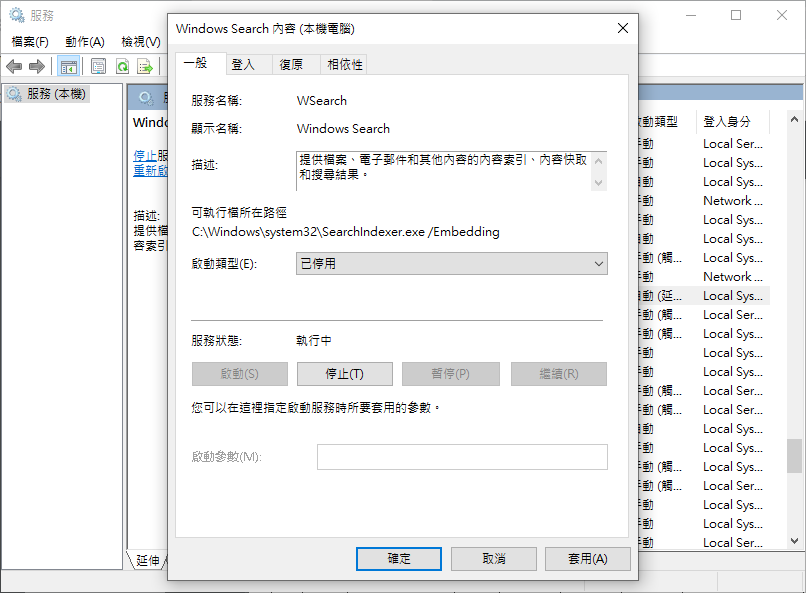 服務
檔案(F) 動作(A) 檢視(V)
服務 (本機)
Windows Search 內容 (本機電腦)
一般 登入 復原 相依性
服務名稱: WSearch
顯示名稱: Windows Search
描述: 提供檔案、電子郵件和其他內容的內容索引、內容快取
和搜尋結果。
可執行檔所在路徑
C:\Windows\system32\SearchIndexer.exe /Embedding
啟動類型(E): 已停用
服務狀態: 執行中
啟動(S) 停止(T) 暫停(P) 繼續(R)
您可以在這裡指定啟動服務時所要套用的參數。
啟動參數(M):
確定 取消 套用(A)
Windo
停止服
重新啟
描述:
提供檔
容索引
延伸
動類型 登入身分
動 Local Ser...
動 Local Sys...
動 Local Sys...
動 Network ...
動 Local Sys...
動 Local Sys...
動 (觸... Local Sys...
動 Network ...
動 (延... Local Sys...
動 (觸... Local Ser...
動 (觸... Local Sys...
動 Local Sys...
動 Local Sys...
動 (觸... Local Ser...
動 (觸... Local Ser...
動 Local Sys...
動 Local Sys...
動 (觸... Local Sys...
動 (觸... Local Ser...
動 Local Sys...
動 Local Sys...
動 Local Ser...